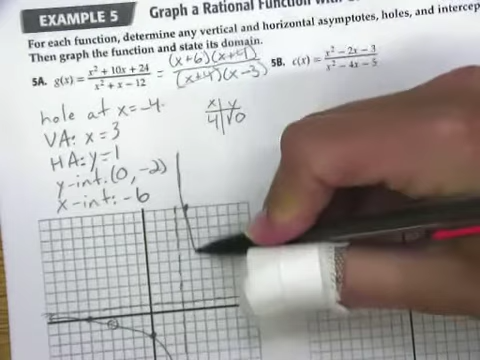 EXAMPLE 5 Graph a Rational Function with
For each function, determine any vertical and horizontal asymptotes, holes, and intercep
Then graph the function and state its domain.
5A. g(x) = x² + 10x + 24 / x² + x − 12 = (x+6)(x+4) / (x+4)(x−3) 5B. c(x) = x² − 2x − 3 / x² − 4x − 5
hole at x=-4
VA: x=3
HA: y=1
y-int: (0, -2)
x-int: -6
x | y
4 | 10